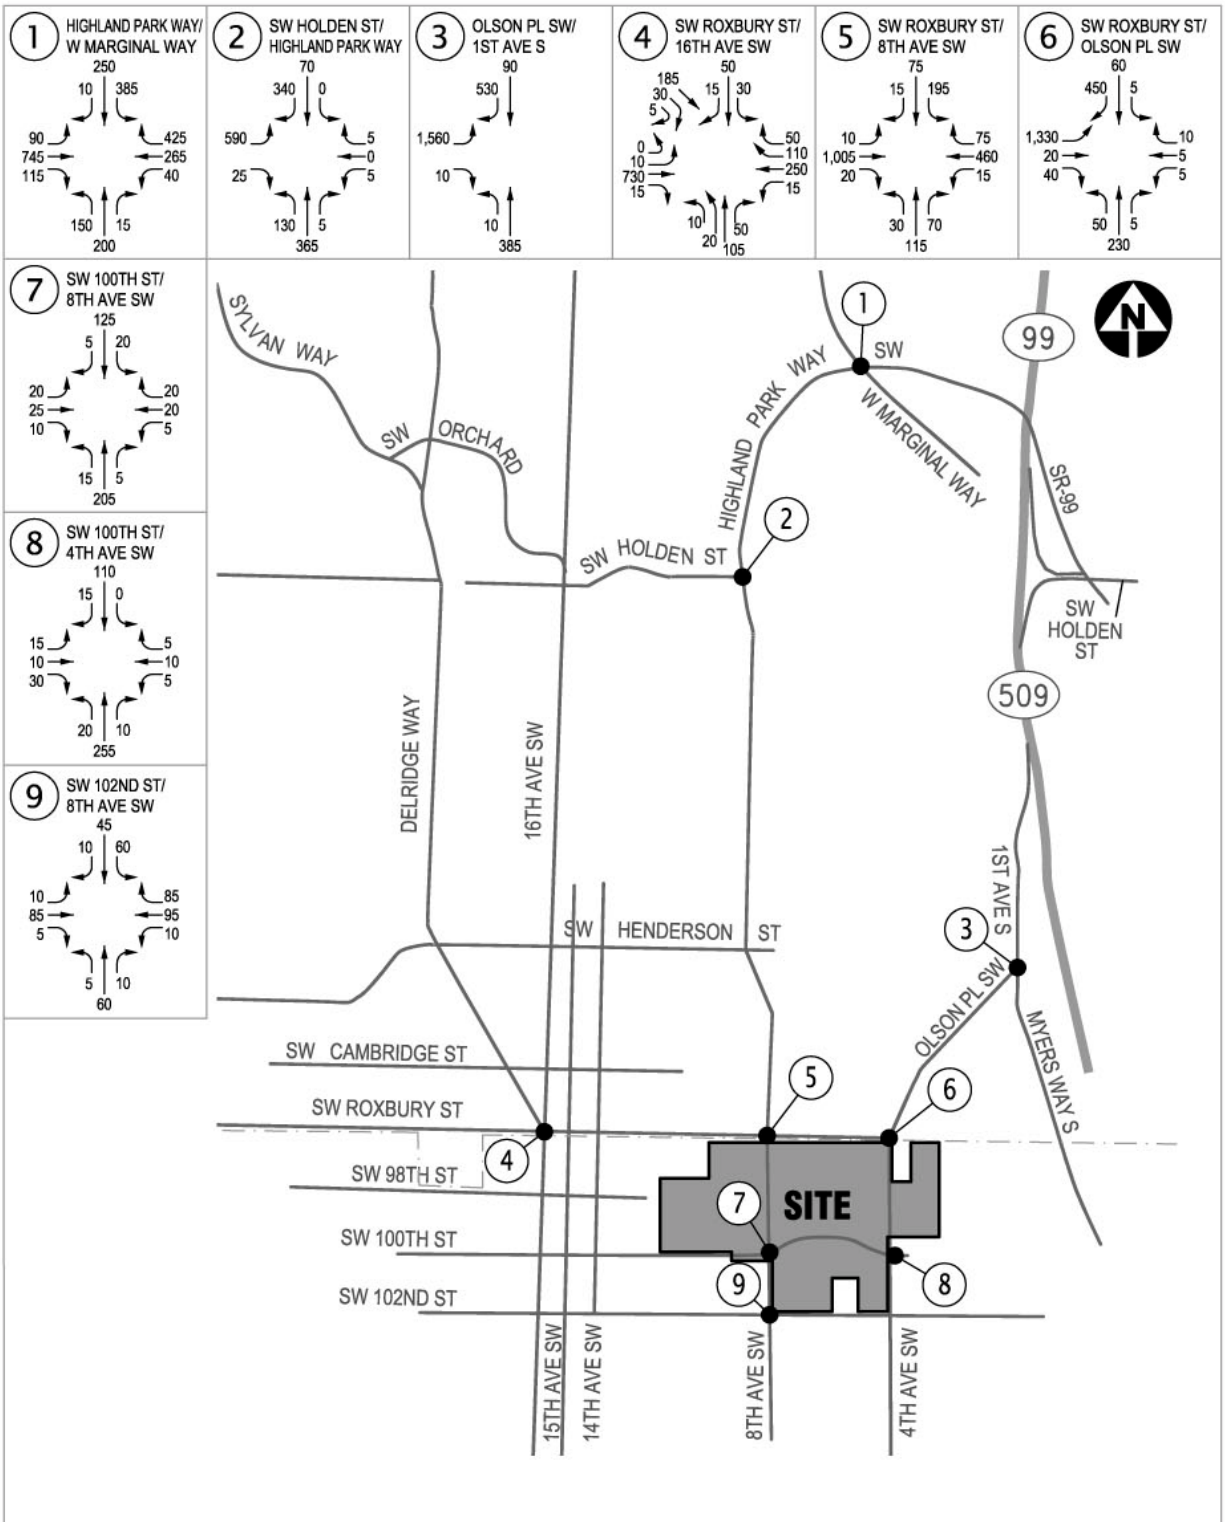 1
HIGHLAND PARK WAY/
W MARGINAL WAY
250
10 385
90 425
745 265
115 40
150 15
200
2
SW HOLDEN ST/
HIGHLAND PARK WAY
70
340 0
590 5
0
25 5
130 5
365
3
OLSON PL SW/
1ST AVE S
90
530
1,560
10
10
385
4
SW ROXBURY ST/
16TH AVE SW
50
185
30
5
15 30
0
10
730
15
50
110
250
15
10
20
50
105
5
SW ROXBURY ST/
8TH AVE SW
75
15 195
10 75
1,005 460
20 15
30 70
115
6
SW ROXBURY ST/
OLSON PL SW
60
450 5
1,330 10
20 5
40 5
50 5
230
7
SW 100TH ST/
8TH AVE SW
125
5 20
20 20
25 20
10 5
15 5
205
8
SW 100TH ST/
4TH AVE SW
110
15 0
15 5
10 10
30 5
20 10
255
9
SW 102ND ST/
8TH AVE SW
45
10 60
10 85
85 95
5 10
5 10
60
N
1
99
SYLVAN WAY
SW ORCHARD
HIGHLAND PARK WAY SW
W MARGINAL WAY
SR-99
2
SW HOLDEN ST
SW
HOLDEN
ST
509
DELRIDGE WAY
16TH AVE SW
1ST AVE S
3
SW HENDERSON ST
OLSON PL SW
MYERS WAY S
SW CAMBRIDGE ST
5
6
SW ROXBURY ST
4
SW 98TH ST
7
SITE
SW 100TH ST
9
8
SW 102ND ST
15TH AVE SW
14TH AVE SW
8TH AVE SW
4TH AVE SW